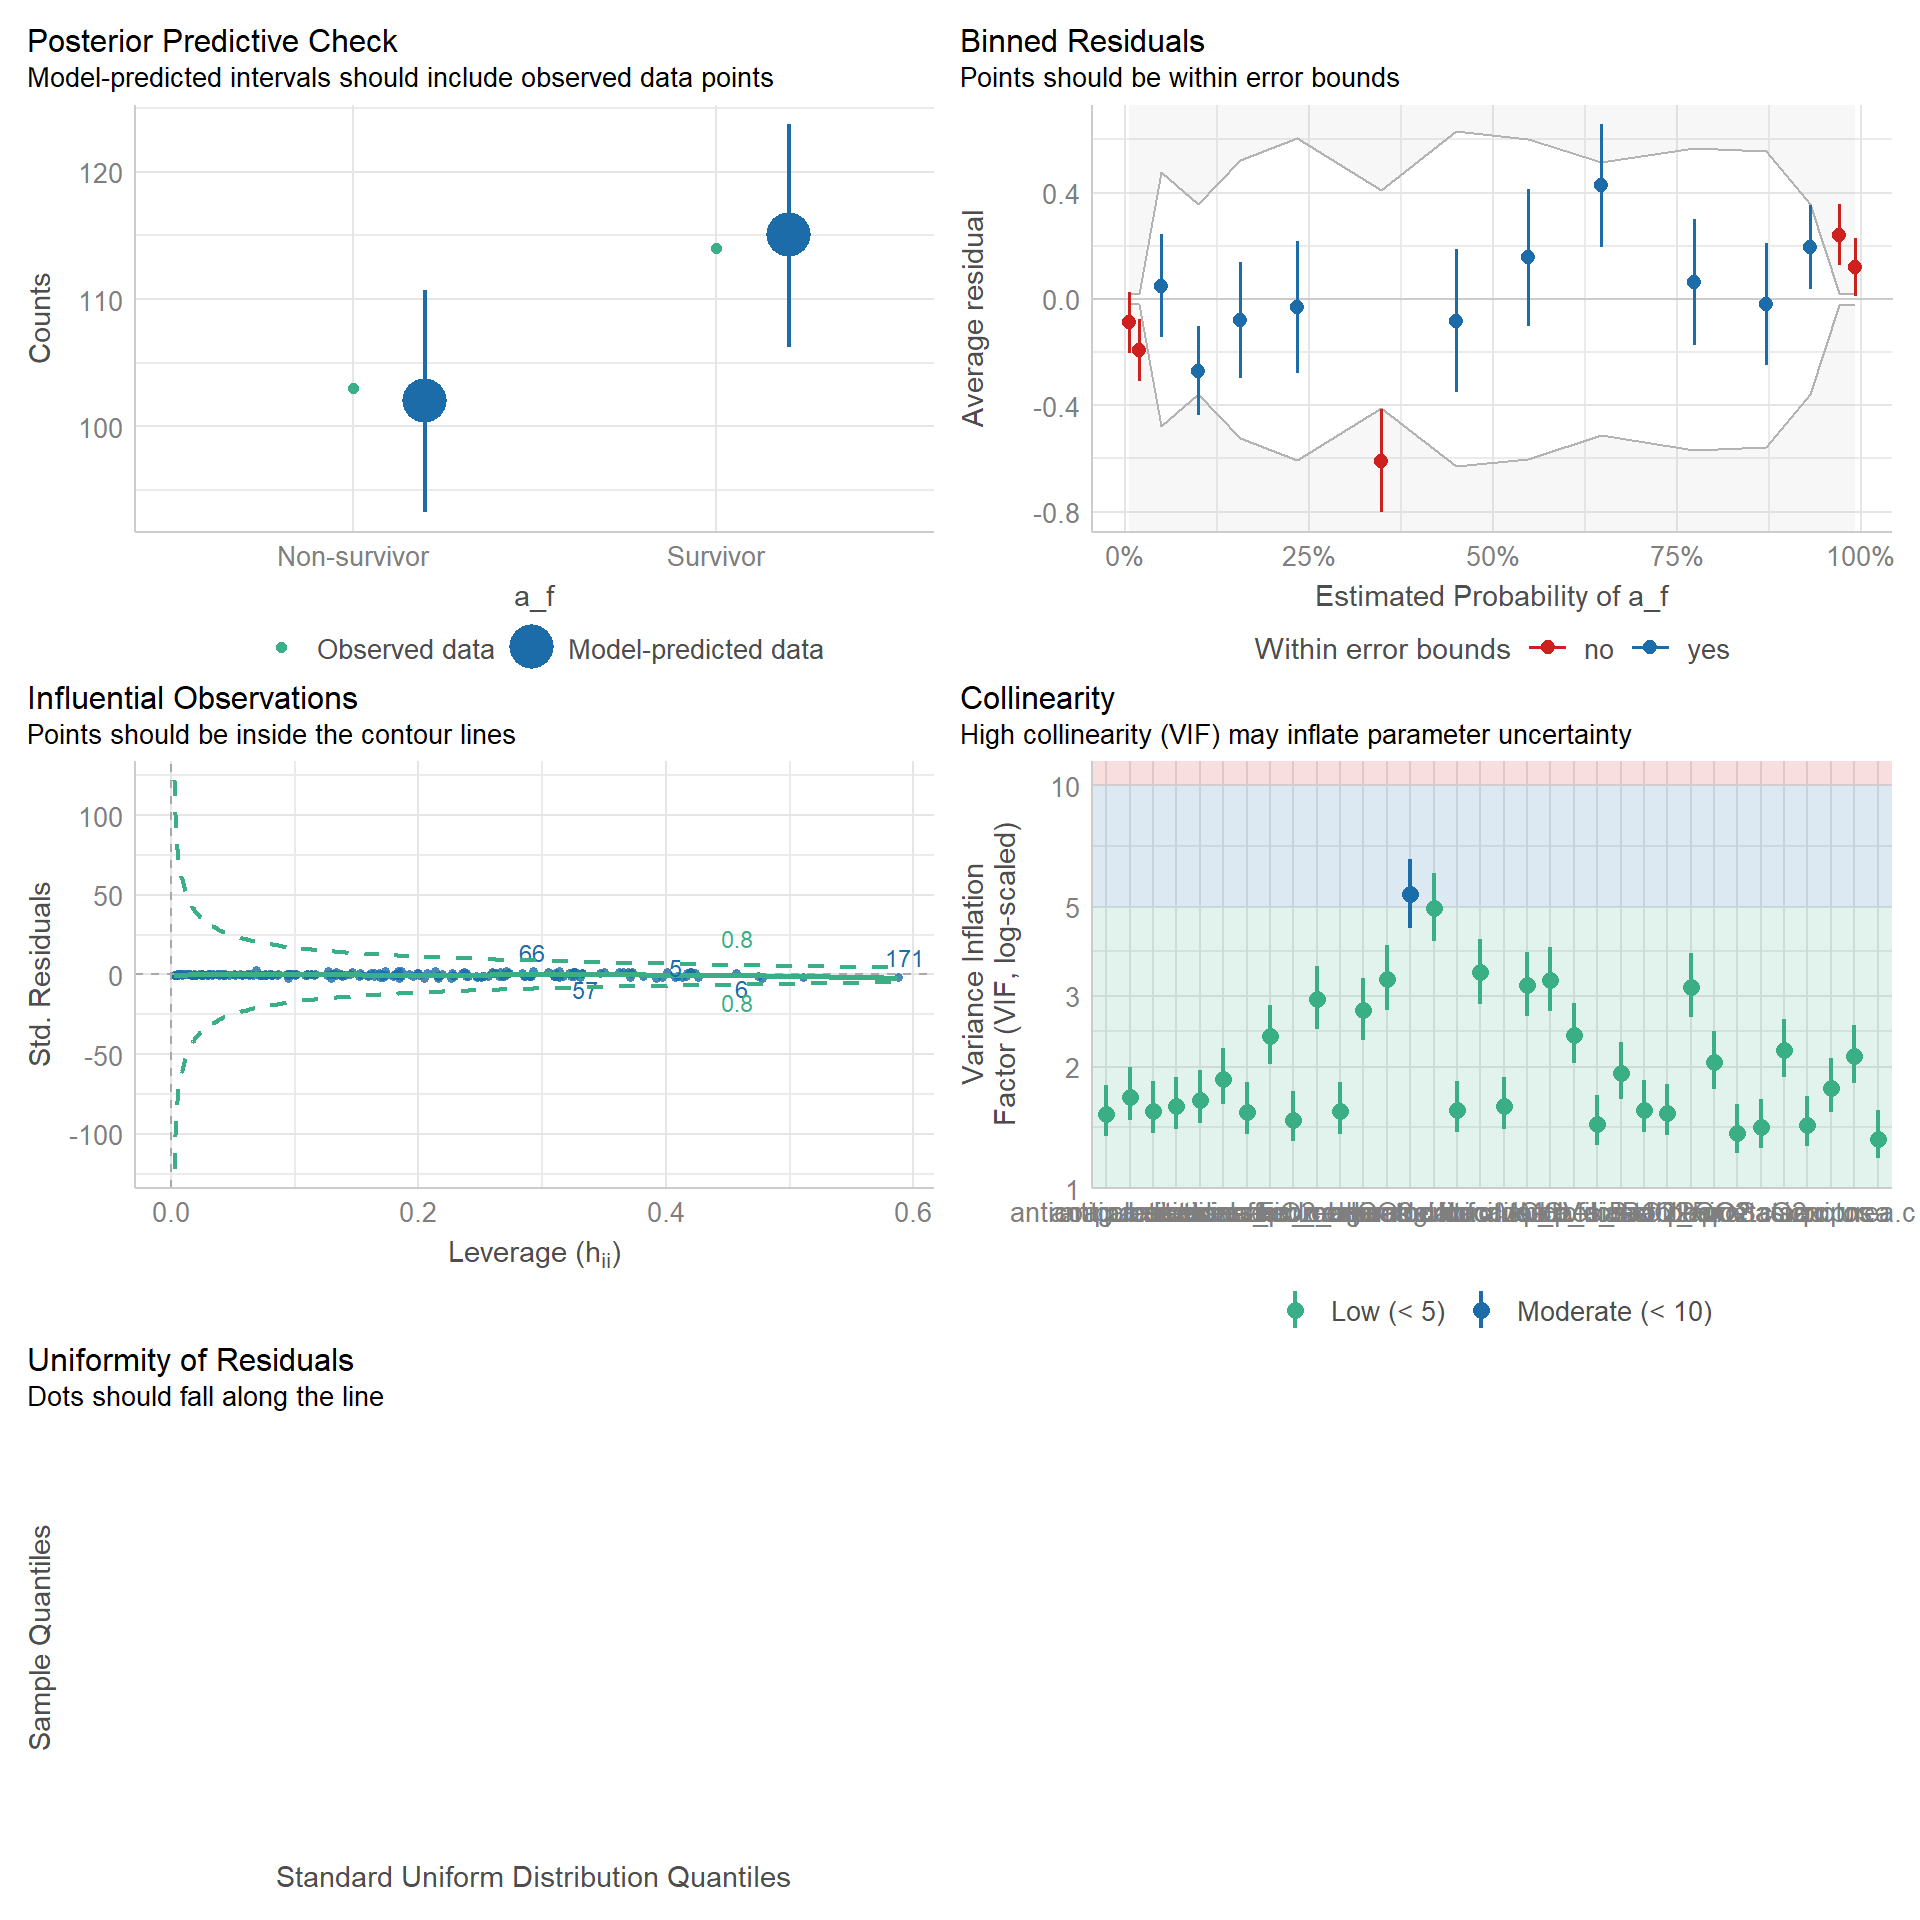 Posterior Predictive Check
Model-predicted intervals should include observed data points
120
110
100
Counts
Non-survivor
Survivor
a_f
Observed data
Model-predicted data
Binned Residuals
Points should be within error bounds
0.4
0.0
-0.4
-0.8
Average residual
0%
25%
50%
75%
100%
Estimated Probability of a_f
Within error bounds
no
yes
Influential Observations
Points should be inside the contour lines
100
50
0
-50
-100
Std. Residuals
66
0.8
5
171
57
6
0.8
0.0
0.2
0.4
0.6
Leverage (hii)
Collinearity
High collinearity (VIF) may inflate parameter uncertainty
10
5
3
2
1
Variance Inflation
Factor (VIF, log-scaled)
Low (< 5)
Moderate (< 10)
Uniformity of Residuals
Dots should fall along the line
Sample Quantiles
Standard Uniform Distribution Quantiles